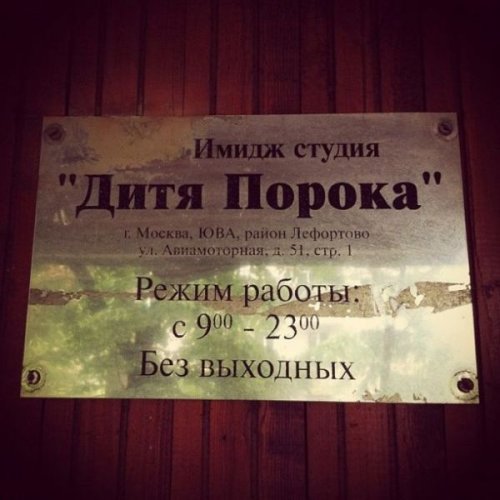 Имидж студия
"Дитя Порока"
г. Москва, ЮВА, район Лефортово
ул. Авиамоторная, д. 51, стр. 1
Режим работы:
с 9⁰⁰ - 23⁰⁰
Без выходных